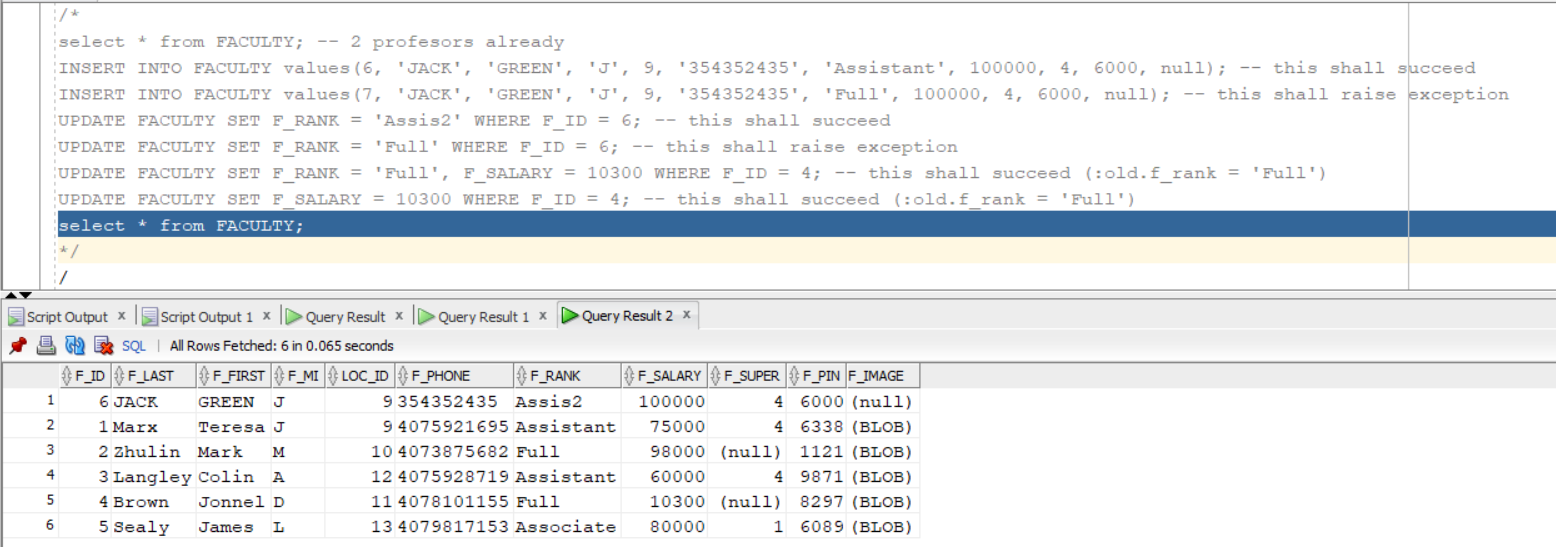 /*
select * from FACULTY; -- 2 profesors already
INSERT INTO FACULTY values(6, 'JACK', 'GREEN', 'J', 9, '354352435', 'Assistant', 100000, 4, 6000, null); -- this shall succeed
INSERT INTO FACULTY values(7, 'JACK', 'GREEN', 'J', 9, '354352435', 'Full', 100000, 4, 6000, null); -- this shall raise exception
UPDATE FACULTY SET F_RANK = 'Assis2' WHERE F_ID = 6; -- this shall succeed
UPDATE FACULTY SET F_RANK = 'Full' WHERE F_ID = 6; -- this shall raise exception
UPDATE FACULTY SET F_RANK = 'Full', F_SALARY = 10300 WHERE F_ID = 4; -- this shall succeed (:old.f_rank = 'Full')
UPDATE FACULTY SET F_SALARY = 10300 WHERE F_ID = 4; -- this shall succeed (:old.f_rank = 'Full')
select * from FACULTY;
*/
/
Script Output x Script Output 1 x Query Result x Query Result 1 x Query Result 2 x
SQL | All Rows Fetched: 6 in 0.065 seconds
F_ID F_LAST F_FIRST F_MI LOC_ID F_PHONE F_RANK F_SALARY F_SUPER F_PIN F_IMAGE
1 6 JACK GREEN J 9 354352435 Assis2 100000 4 6000 (null)
2 1 Marx Teresa J 9 4075921695 Assistant 75000 4 6338 (BLOB)
3 2 Zhulin Mark M 10 4073875682 Full 98000 (null) 1121 (BLOB)
4 3 Langley Colin A 12 4075928719 Assistant 60000 4 9871 (BLOB)
5 4 Brown Jonnel D 11 4078101155 Full 10300 (null) 8297 (BLOB)
6 5 Sealy James L 13 4079817153 Associate 80000 1 6089 (BLOB)